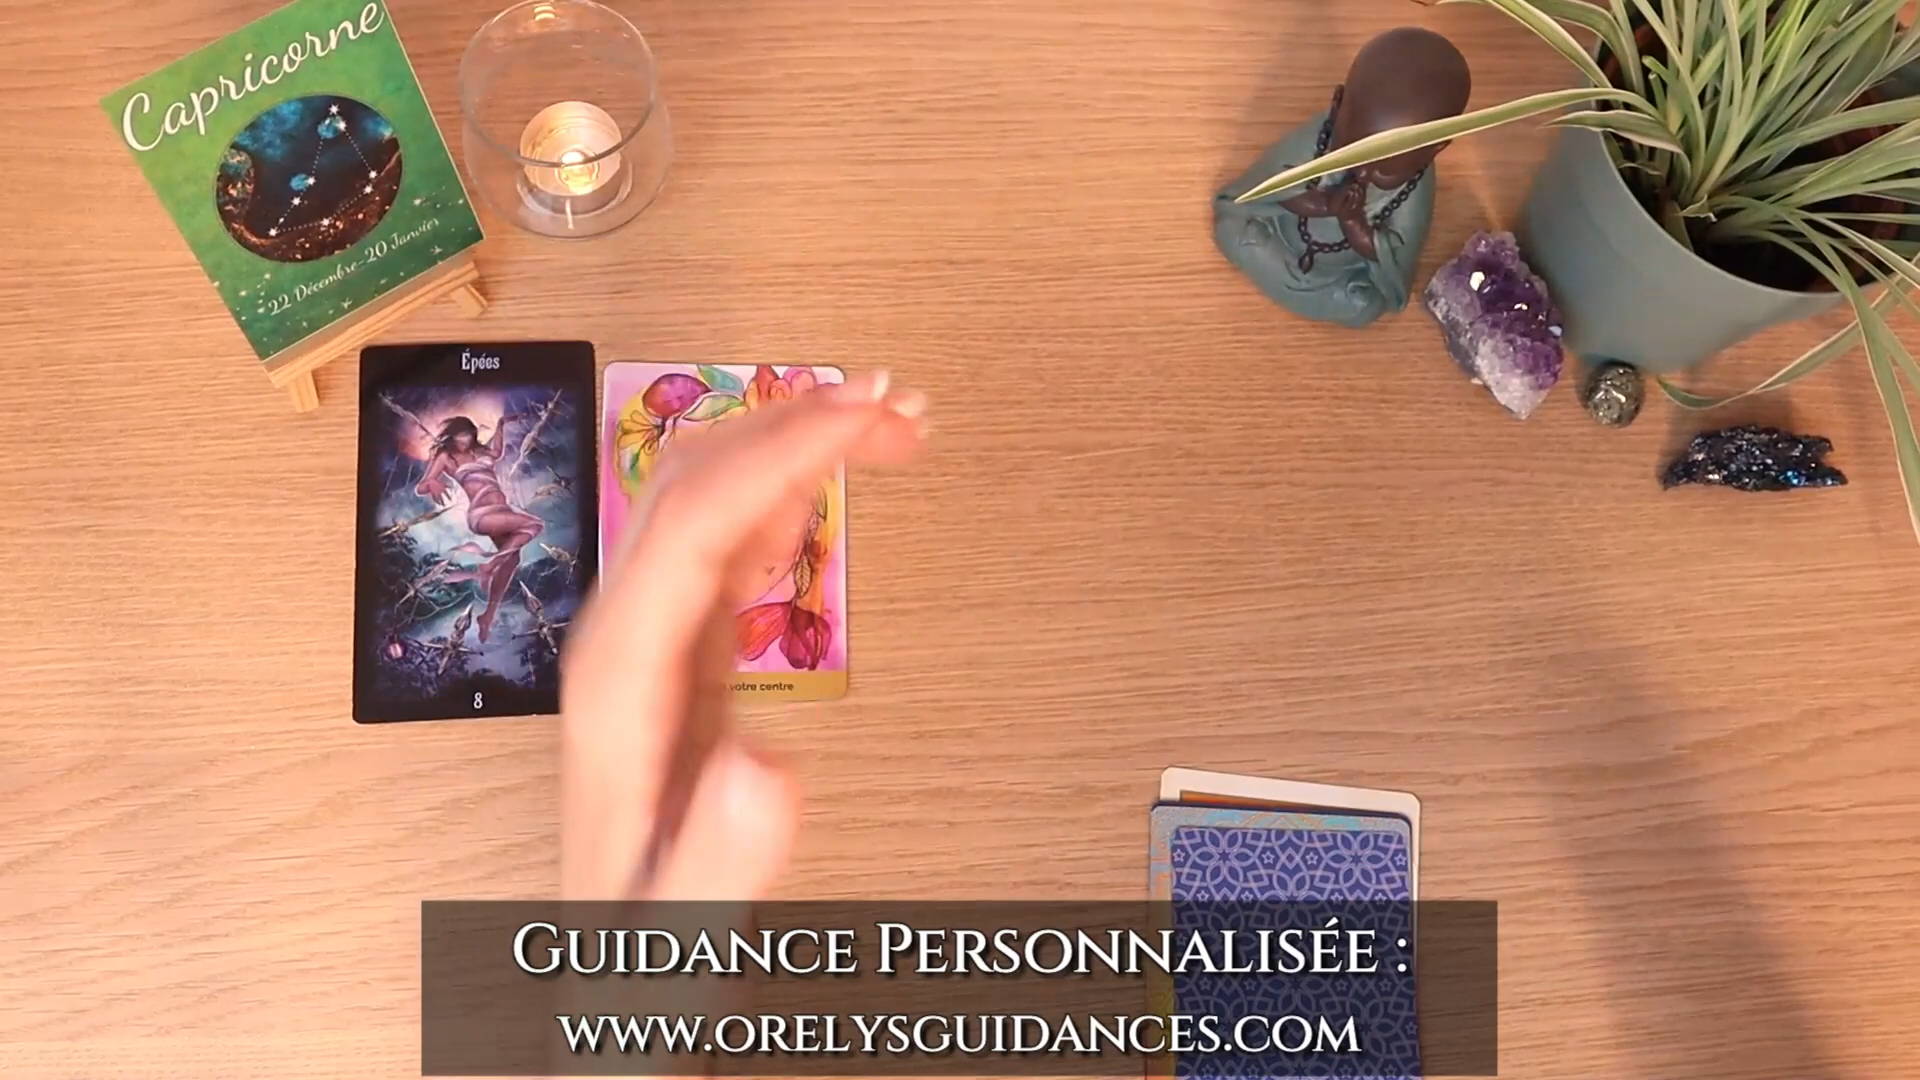 Capricorne
22 Décembre-20 Janvier
Épées
8
votre centre
Guidance Personnalisée :
www.orelysguidances.com